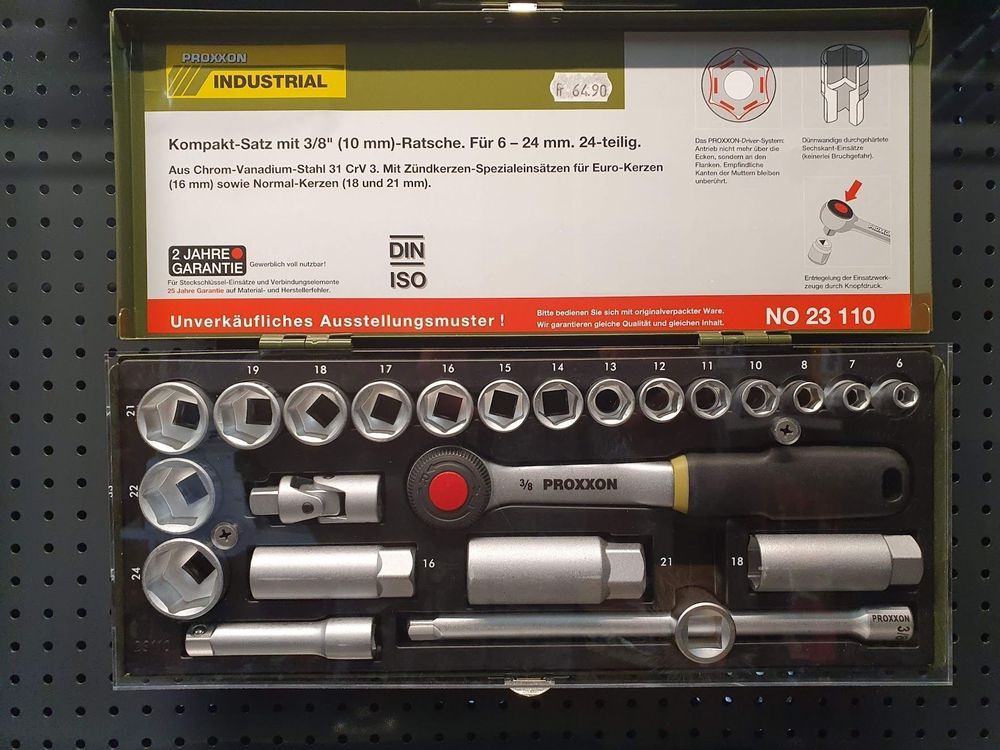 PROXXON
INDUSTRIAL
Fr 64.90
Kompakt-Satz mit 3/8" (10 mm)-Ratsche. Für 6 – 24 mm. 24-teilig.
Aus Chrom-Vanadium-Stahl 31 CrV 3. Mit Zündkerzen-Spezialeinsätzen für Euro-Kerzen
(16 mm) sowie Normal-Kerzen (18 und 21 mm).
Das PROXXON-Driver-System:
Antrieb nicht mehr über die
Ecken, sondern an den
Flanken. Empfindliche
Kanten der Muttern bleiben
unberührt.
Dünnwandige durchgehärtete
Sechskant-Einsätze
(keinerlei Bruchgefahr).
PROXXON
Entriegelung der Einsatzwerk-
zeuge durch Knopfdruck.
2 JAHRE
GARANTIE
Gewerblich voll nutzbar!
Für Steckschlüssel-Einsätze und Verbindungselemente
25 Jahre Garantie auf Material- und Herstellerfehler.
DIN
ISO
Unverkäufliches Ausstellungsmuster !
Bitte bedienen Sie sich mit originalverpackter Ware.
Wir garantieren gleiche Qualität und gleichen Inhalt.
NO 23 110
21 19 18 17 16 15 14 13 12 11 10 8 7 6
22
3/8 PROXXON
24
16
21
18
PROXXON
3/8
23110